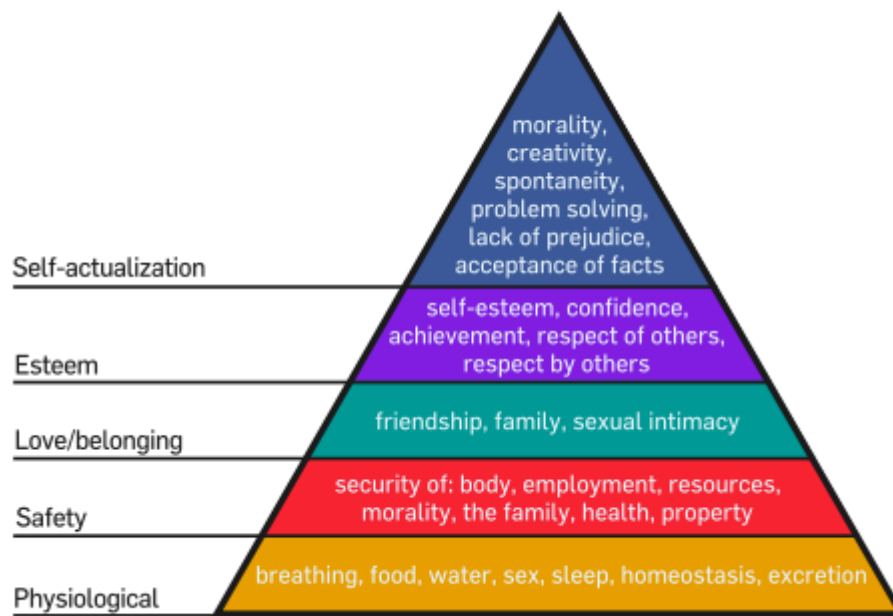 morality,
creativity,
spontaneity,
problem solving,
lack of prejudice,
acceptance of facts
Self-actualization
self-esteem, confidence,
achievement, respect of others,
respect by others
Esteem
friendship, family, sexual intimacy
Love/belonging
security of: body, employment, resources,
morality, the family, health, property
Safety
breathing, food, water, sex, sleep, homeostasis, excretion
Physiological